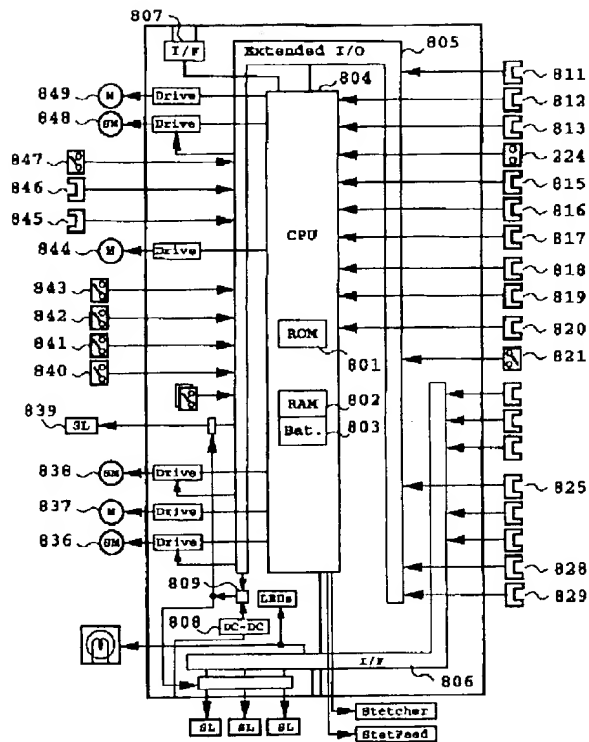 807
I/F
Extended I/O
805
804
811
849
M
Drive
812
848
SM
Drive
813
847
224
846
815
845
816
CPU
817
844
M
Drive
818
843
819
842
ROM
820
841
801
821
840
RAM
802
839
SL
Bat.
803
838
SM
Drive
825
837
M
Drive
836
SM
Drive
828
809
LEDs
829
808
DC-DC
I/F
806
SL
SL
SL
Stetcher
StatFeed